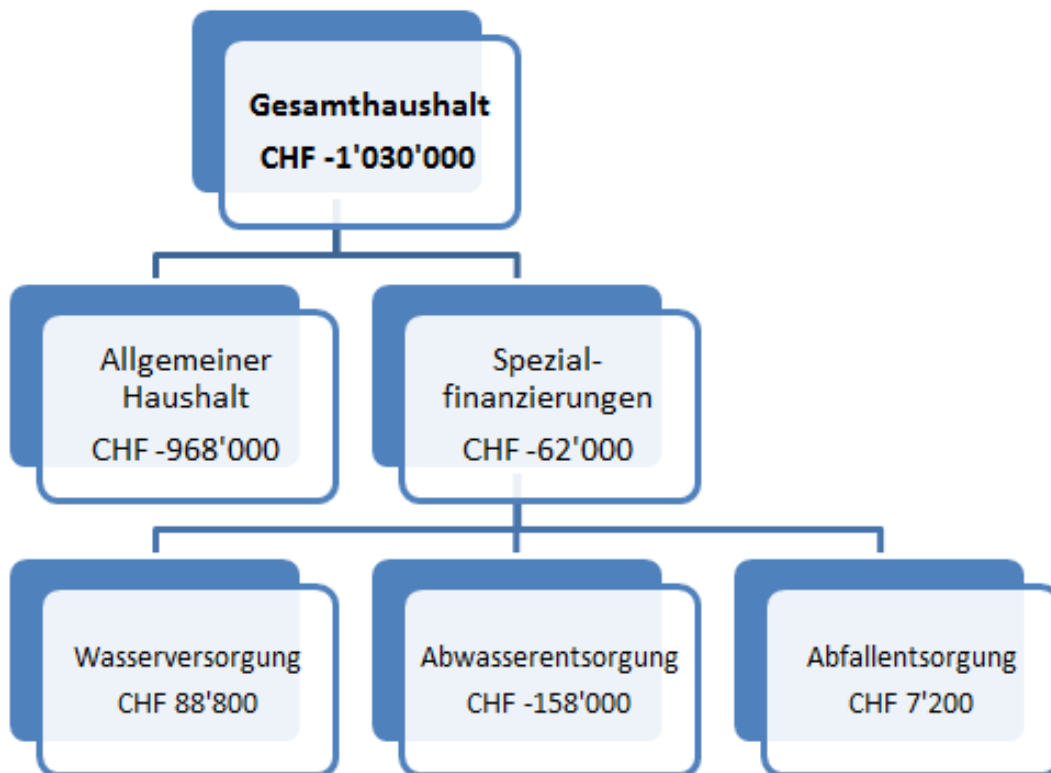 Gesamthaushalt
CHF -1'030'000
Allgemeiner
Haushalt
CHF -968'000
Spezial-
finanzierungen
CHF -62'000
Wasserversorgung
CHF 88'800
Abwasserentsorgung
CHF -158'000
Abfallentsorgung
CHF 7'200